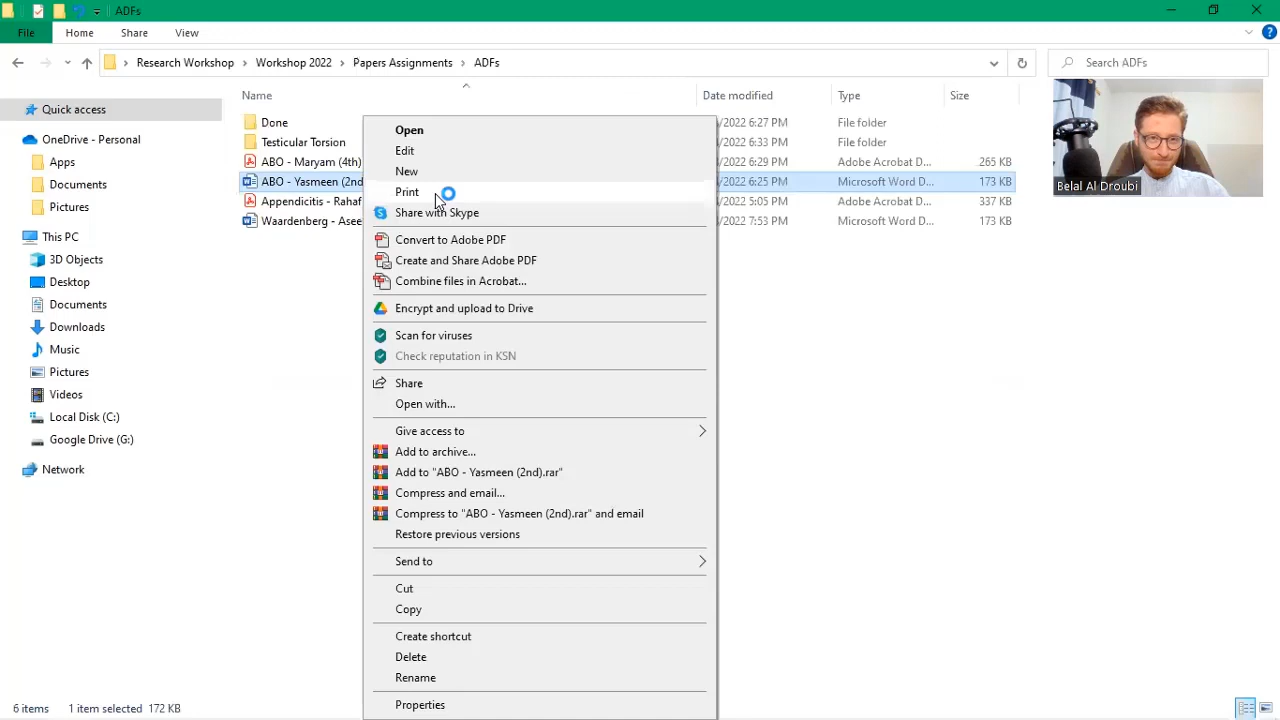 ADFs
File Home Share View
Research Workshop Workshop 2022 Papers Assignments ADFs Search ADFs
Name Date modified Type Size
Quick access
OneDrive - Personal
Apps
Documents
Pictures
This PC
3D Objects
Desktop
Documents
Downloads
Music
Pictures
Videos
Local Disk (C:)
Google Drive (G:)
Network
Done /2022 6:27 PM File folder
Testicular Torsion /2022 6:33 PM File folder
ABO - Maryam (4th) /2022 6:29 PM Adobe Acrobat D... 265 KB
ABO - Yasmeen (2nd /2022 6:25 PM Microsoft Word D... 173 KB
Appendicitis - Rahaf /2022 5:05 PM Adobe Acrobat D... 337 KB
Waardenberg - Asee /2022 7:53 PM Microsoft Word D... 173 KB
Open
Edit
New
Print
Share with Skype
Convert to Adobe PDF
Create and Share Adobe PDF
Combine files in Acrobat...
Encrypt and upload to Drive
Scan for viruses
Check reputation in KSN
Share
Open with...
Give access to
Add to archive...
Add to "ABO - Yasmeen (2nd).rar"
Compress and email...
Compress to "ABO - Yasmeen (2nd).rar" and email
Restore previous versions
Send to
Cut
Copy
Create shortcut
Delete
Rename
Properties
Belal Al Droubi
6 items 1 item selected 172 KB